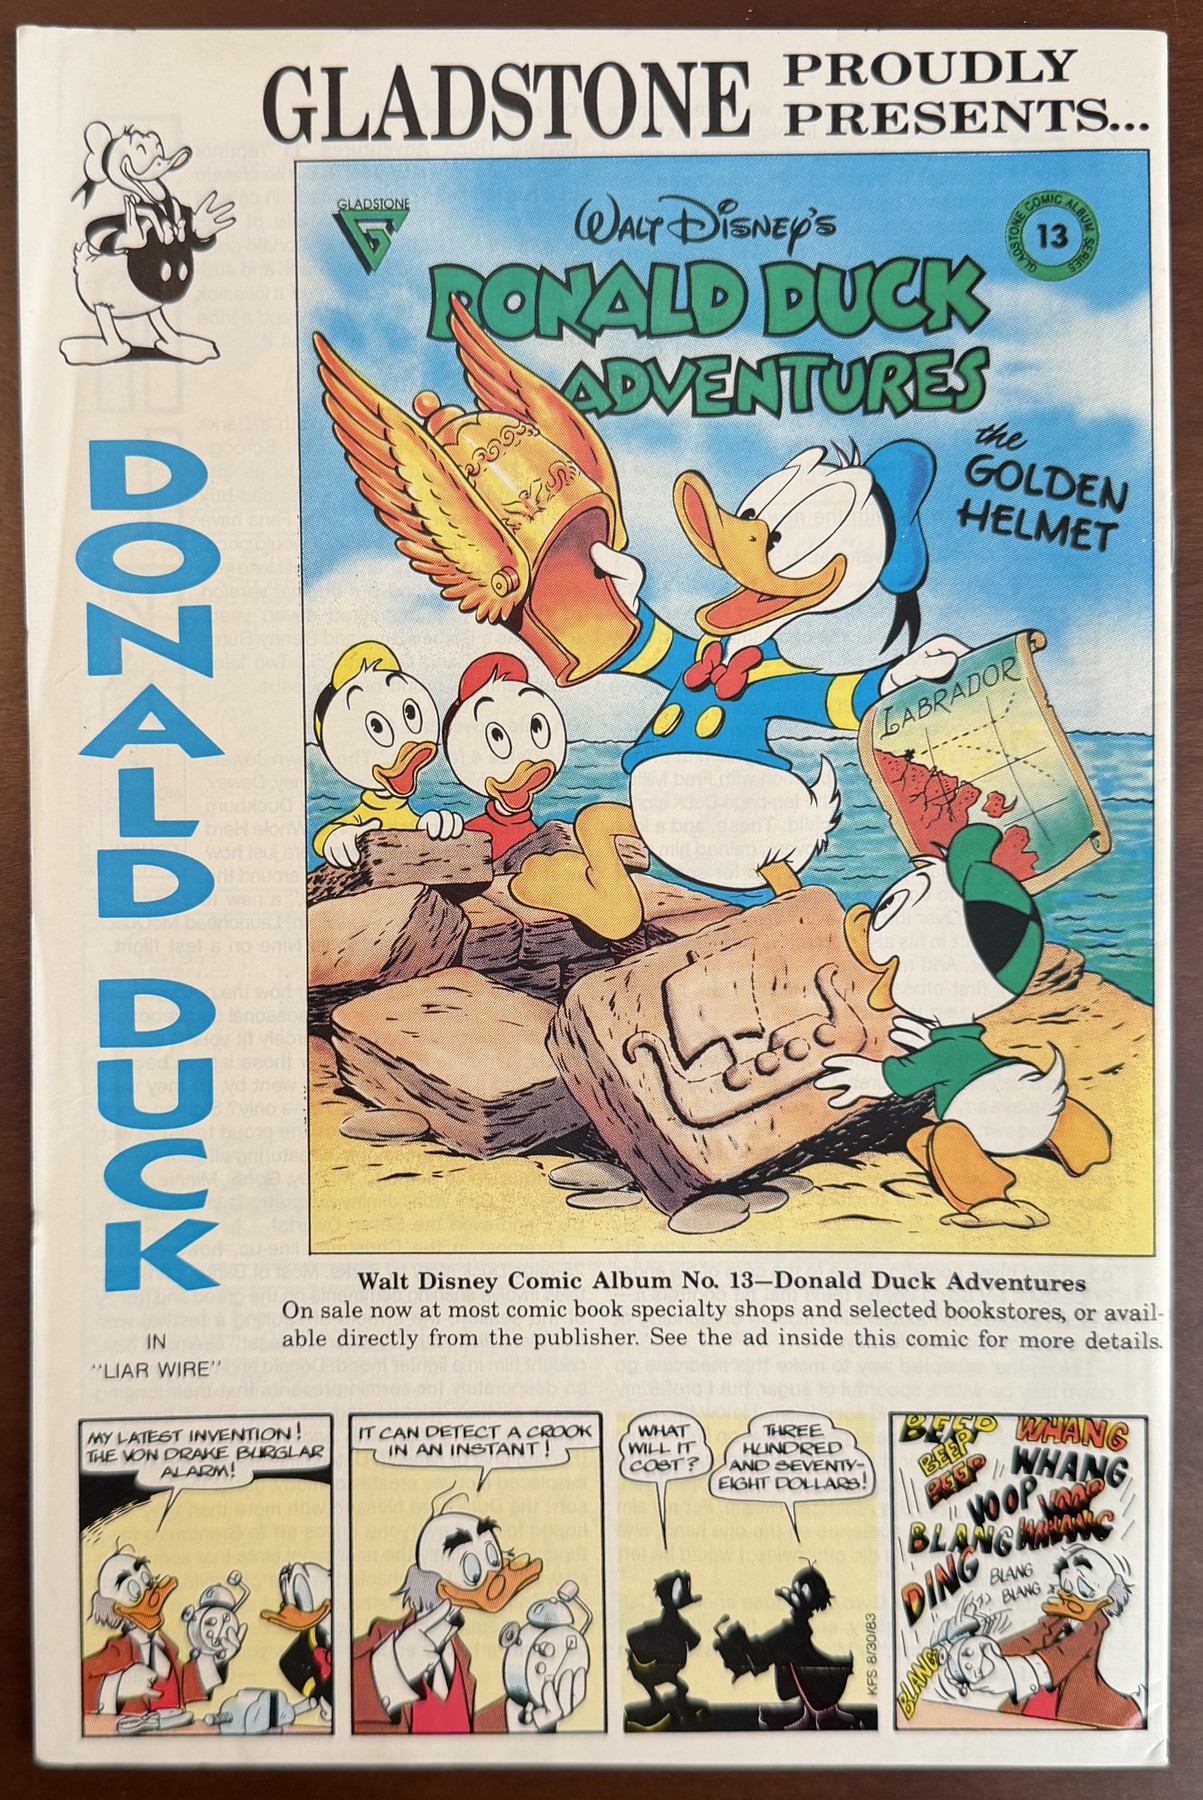 GLADSTONE
PROUDLY
PRESENTS...
GLADSTONE
G
WALT DISNEY'S
GLADSTONE COMIC ALBUM SERIES
13
DONALD DUCK
ADVENTURES
the
GOLDEN
HELMET
LABRADOR
DONALD DUCK
Walt Disney Comic Album No. 13—Donald Duck Adventures
On sale now at most comic book specialty shops and selected bookstores, or avail-
able directly from the publisher. See the ad inside this comic for more details.
IN
"LIAR WIRE"
MY LATEST INVENTION!
THE VON DRAKE BURGLAR
ALARM!
IT CAN DETECT A CROOK
IN AN INSTANT!
WHAT
WILL IT
COST?
THREE
HUNDRED
AND SEVENTY-
EIGHT DOLLARS!
KFS 8/30/83
BEEP WHANG
BEEP WHANG
BEEP
VOOP VOOP
BLANG WHANG
DING
BLANG
BLANG
BLANG